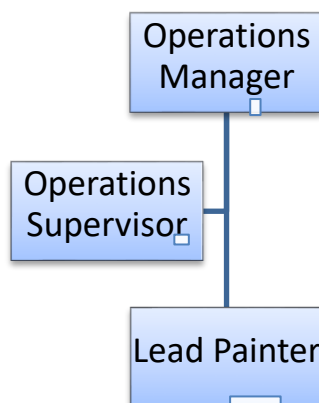 Operations
Manager
Operations
Supervisor
Lead Painter